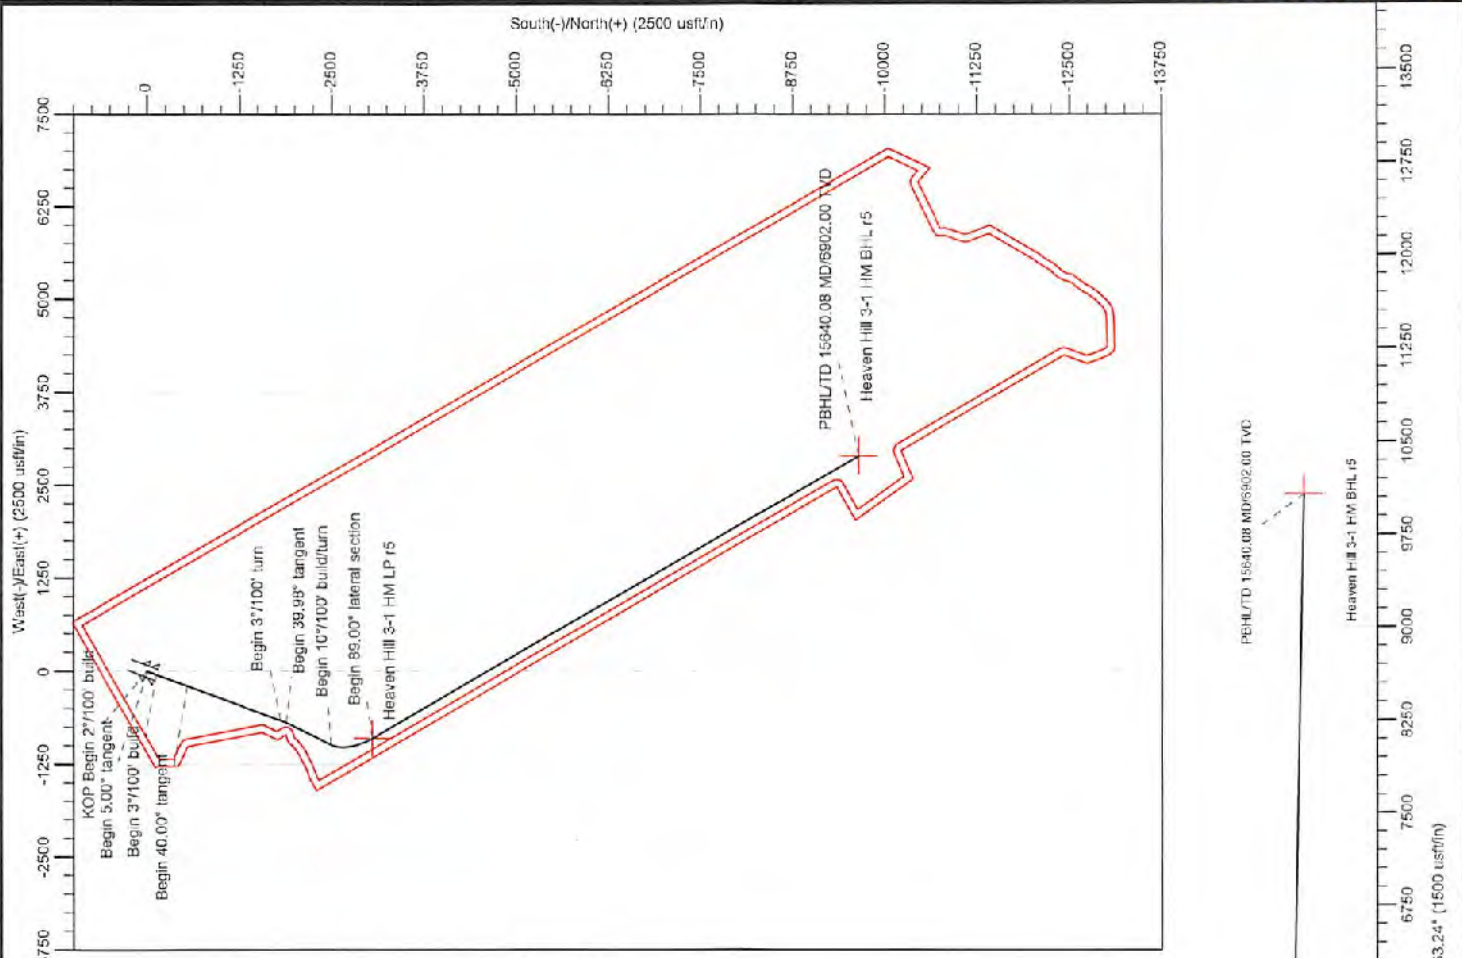 South(-)/North(+) (2500 usft/in)
0
-1250
-2500
-3750
-5000
-6250
-7500
-8750
-10000
-11250
-12500
-13750
West(-)/East(+) (2500 usft/in)
7500
6250
5000
3750
2500
1250
0
-1250
-2500
KOP Begin 2°/100' build
Begin 5.00° tangent
Begin 3°/100' build
Begin 40.00° tangent
Begin 3°/100' turn
Begin 39.98° tangent
Begin 10°/100' build/turn
Begin 89.00° lateral section
Heaven Hill 3-1 HM LP r5
PBHL/TD 15640.08 MD/6902.00 TVD
Heaven Hill 3-1 HM BHL r5
PBHL/TD 15640.08 MD/6902.00 TVD
Heaven Hill 3-1 HM BHL r5
13500
12750
12000
11250
10500
9750
9000
8250
7500
6750
3.24° (1500 usft/in)